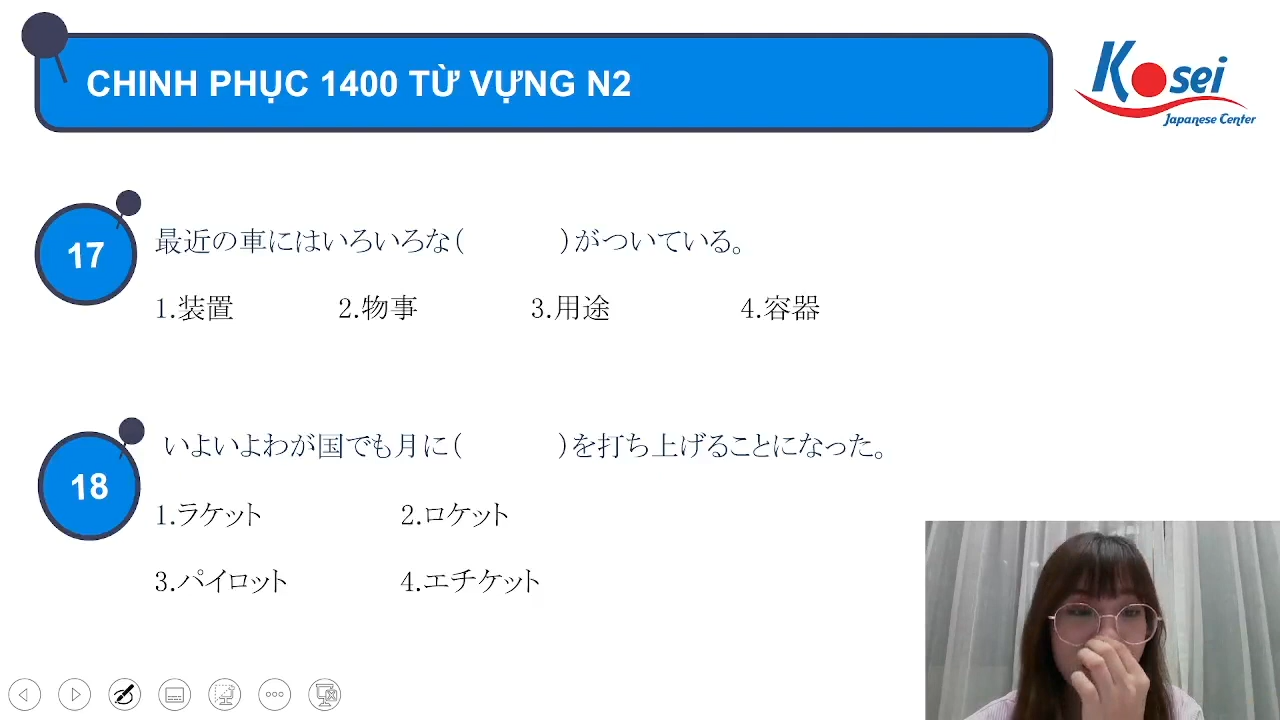 CHINH PHỤC 1400 TỪ VỰNG N2
Kosei
Japanese Center
17
最近の車にはいろいろな( )がついている。
1.装置 2.物事 3.用途 4.容器
18
いよいよわが国でも月に( )を打ち上げることになった。
1.ラケット 2.ロケット
3.パイロット 4.エチケット